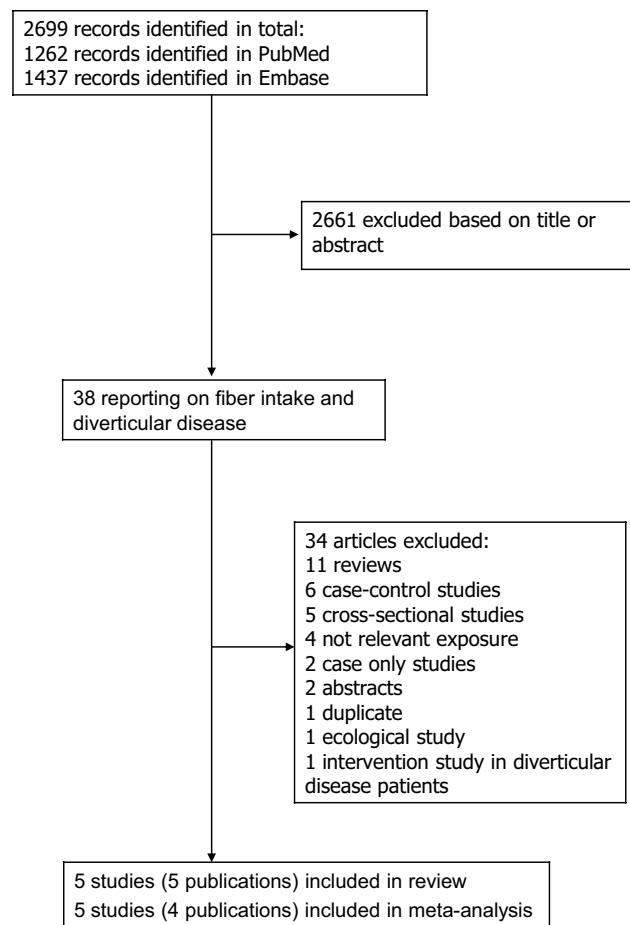 2699 records identified in total:
1262 records identified in PubMed
1437 records identified in Embase
2661 excluded based on title or
abstract
38 reporting on fiber intake and
diverticular disease
34 articles excluded:
11 reviews
6 case-control studies
5 cross-sectional studies
4 not relevant exposure
2 case only studies
2 abstracts
1 duplicate
1 ecological study
1 intervention study in diverticular
disease patients
5 studies (5 publications) included in review
5 studies (4 publications) included in meta-analysis